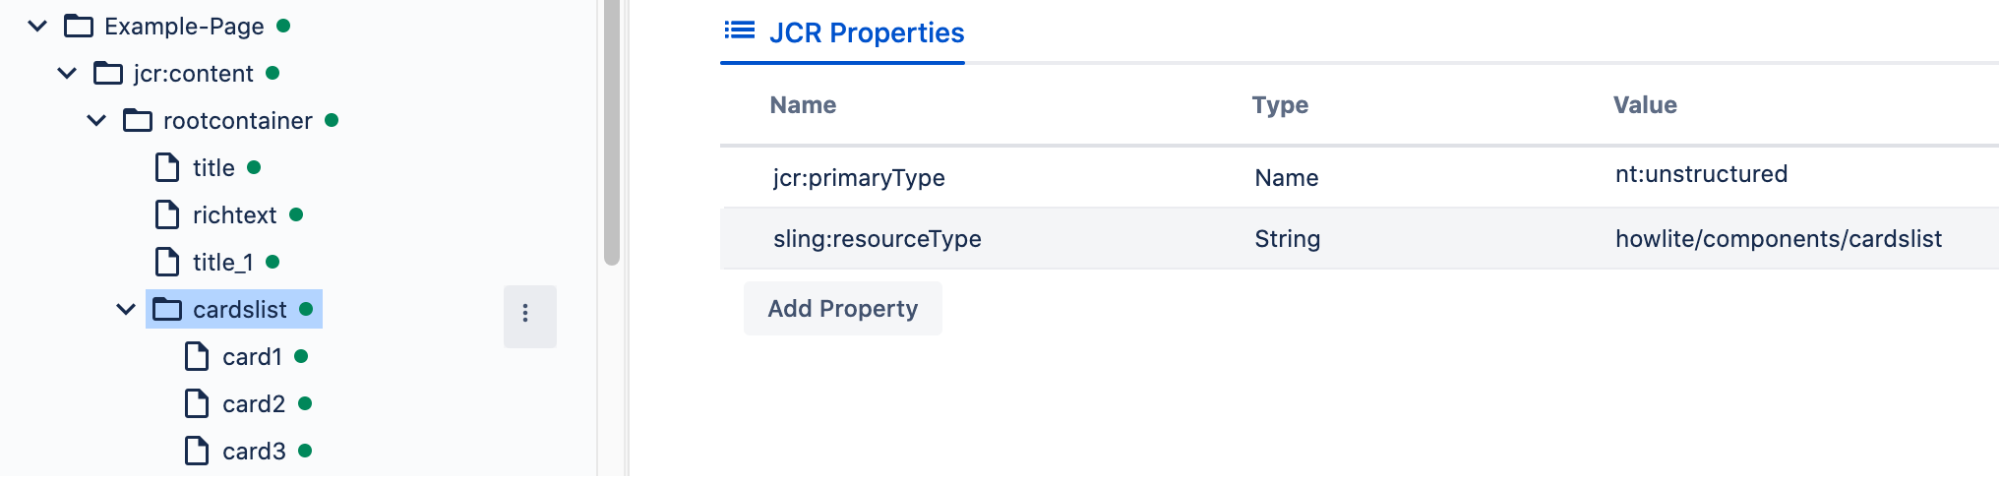 Example-Page
jcr:content
rootcontainer
title
richtext
title_1
cardslist
card1
card2
card3
JCR Properties
Name Type Value
jcr:primaryType Name nt:unstructured
sling:resourceType String howlite/components/cardslist
Add Property